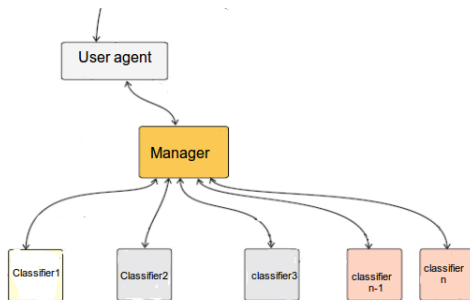 User agent
Manager
Classifier1
Classifier2
classifier3
classifier
n-1
classifier
n